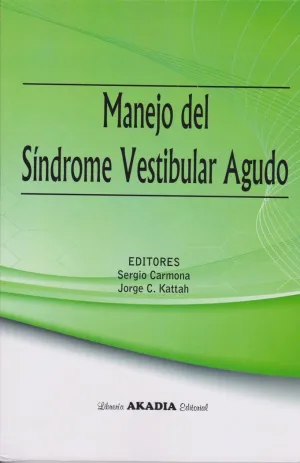 Manejo del
Síndrome Vestibular Agudo
EDITORES
Sergio Carmona
Jorge C. Kattah
Librería AKADIA Editorial